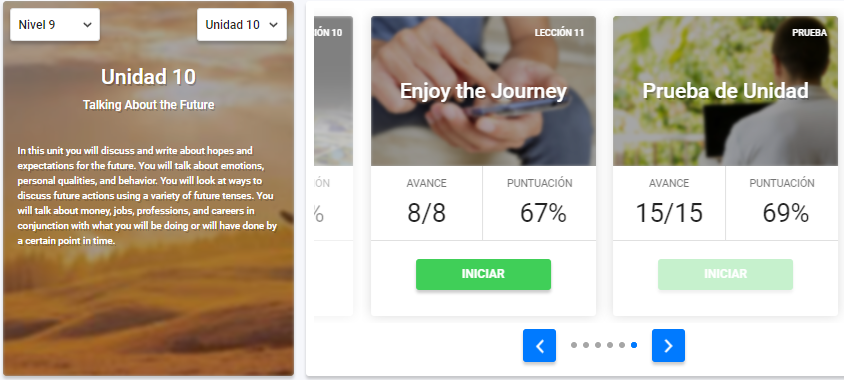 Nivel 9
Unidad 10
Unidad 10
Talking About the Future
In this unit you will discuss and write about hopes and
expectations for the future. You will talk about emotions,
personal qualities, and behavior. You will look at ways to
discuss future actions using a variety of future tenses. You
will talk about money, jobs, professions, and careers in
conjunction with what you will be doing or will have done by
a certain point in time.
IÓN 10
ÓN
%
LECCIÓN 11
Enjoy the Journey
AVANCE PUNTUACIÓN
8/8 67%
INICIAR
PRUEBA
Prueba de Unidad
AVANCE PUNTUACIÓN
15/15 69%
INICIAR